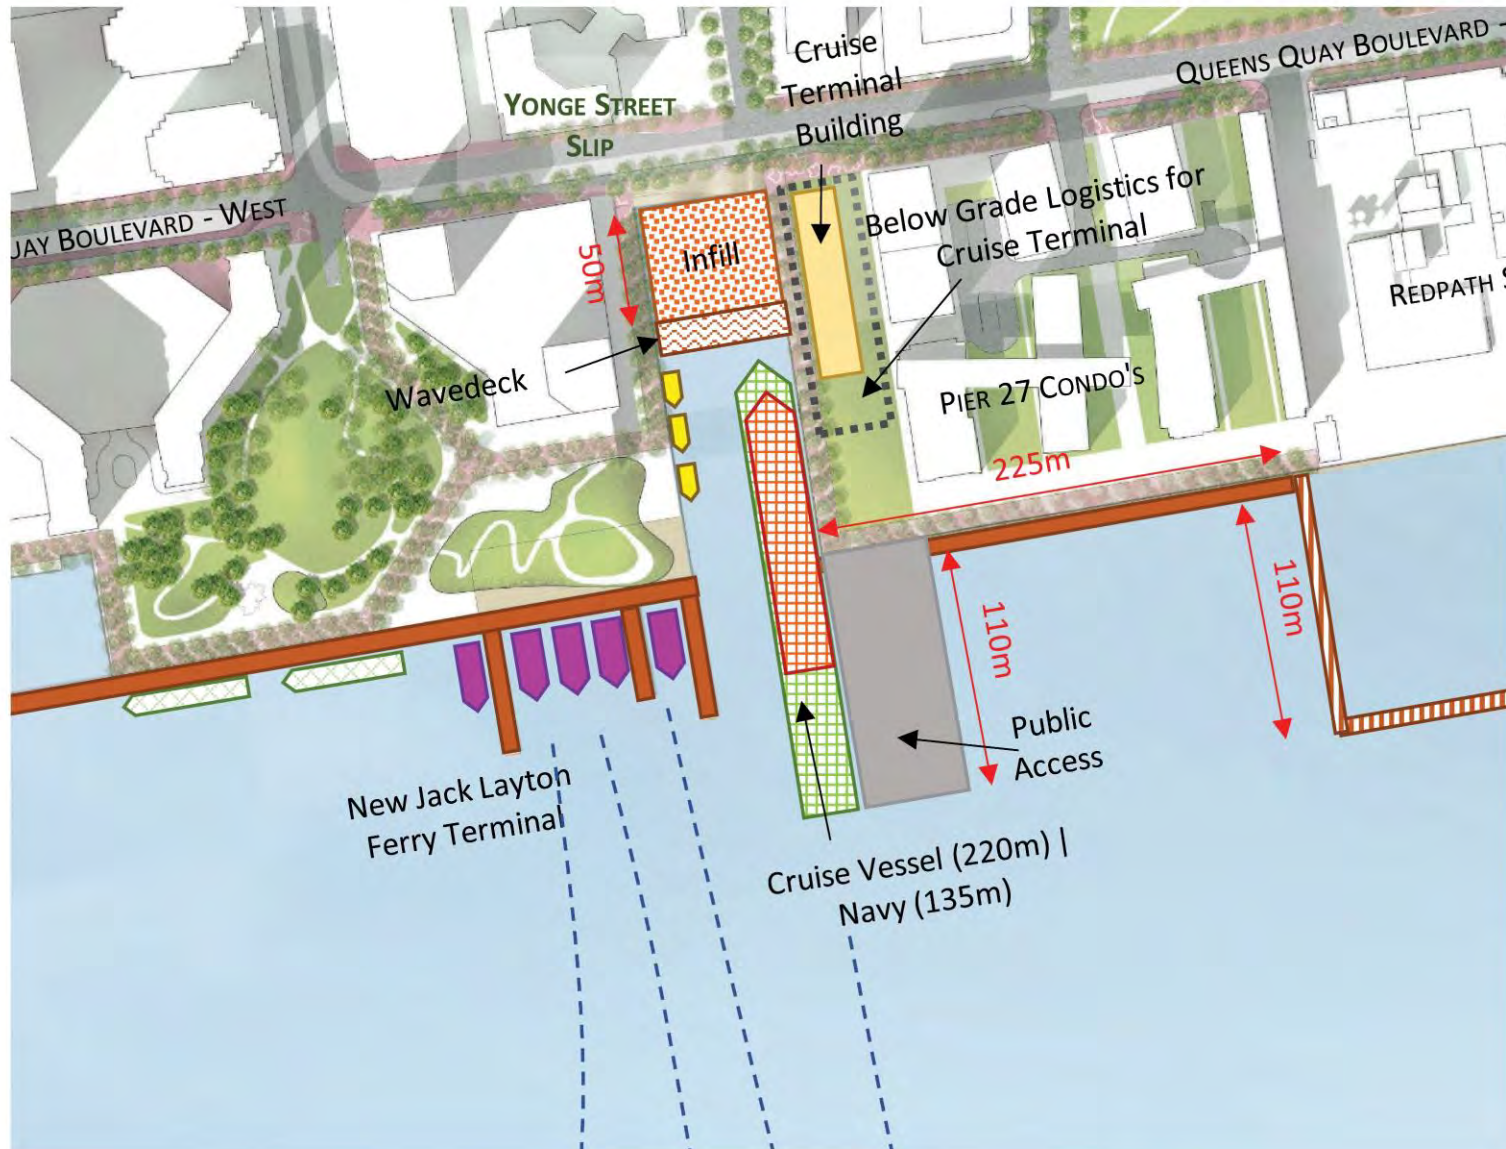 Cruise
Terminal
Building
QUEENS QUAY BOULEVARD -
YONGE STREET
SLIP
UAY BOULEVARD - WEST
50m
Infill
Below Grade Logistics for
Cruise Terminal
REDPATH S
Wavedeck
PIER 27 CONDO'S
225m
110m
110m
Public
Access
New Jack Layton
Ferry Terminal
Cruise Vessel (220m) |
Navy (135m)